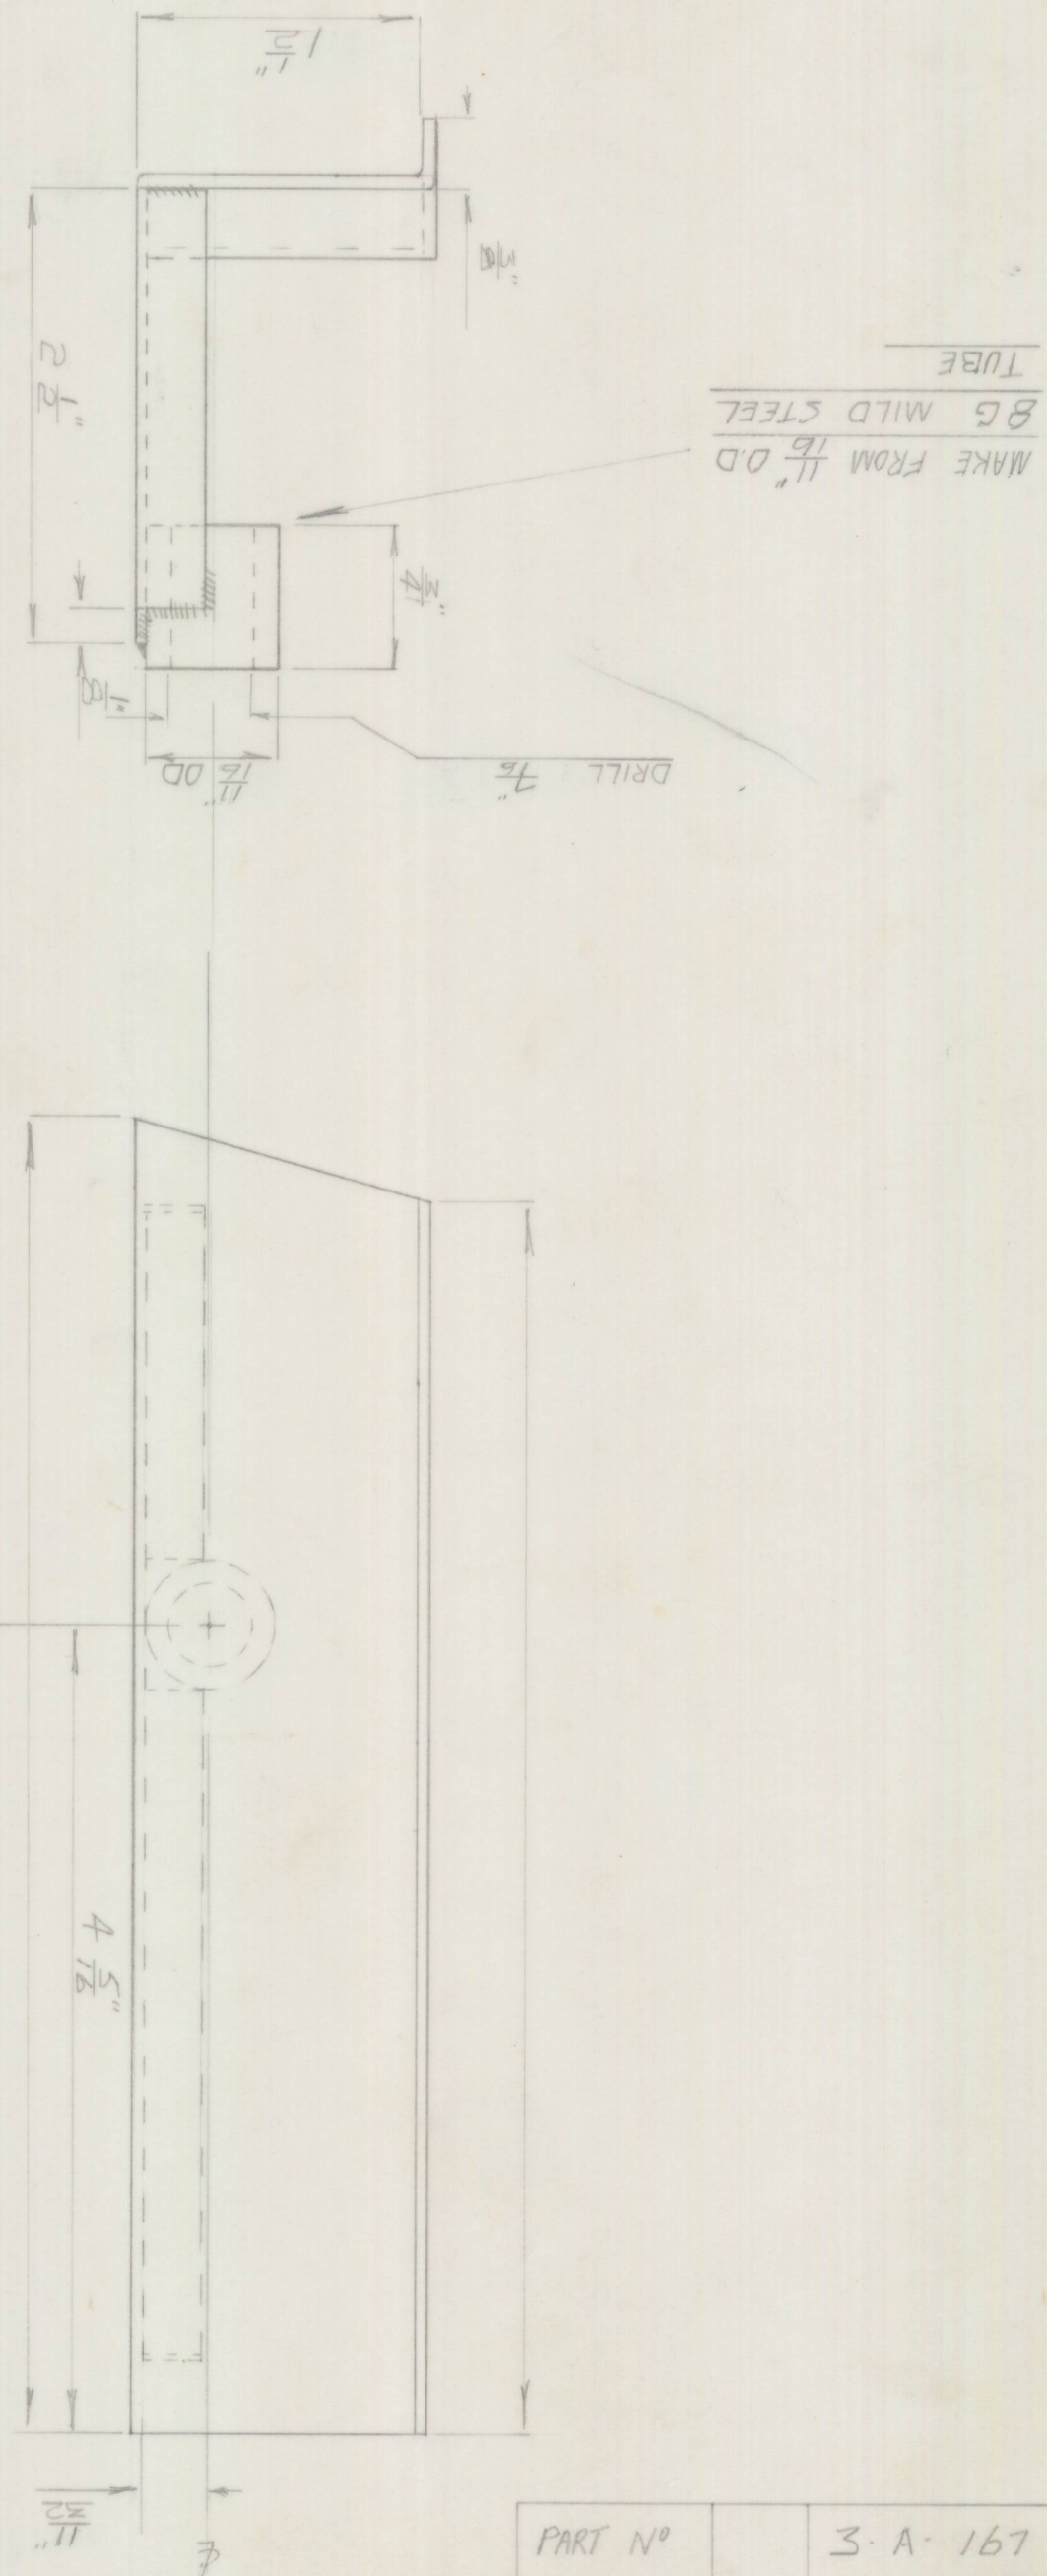 1 1/2"
3/8"
2 1/2"
MAKE FROM 11/16" O.D
8G MILD STEEL
TUBE
3/4"
1/8"
11/16" OD
DRILL 7/16"
4 5/16"
11/32"
℄
PART Nº 3·A·167